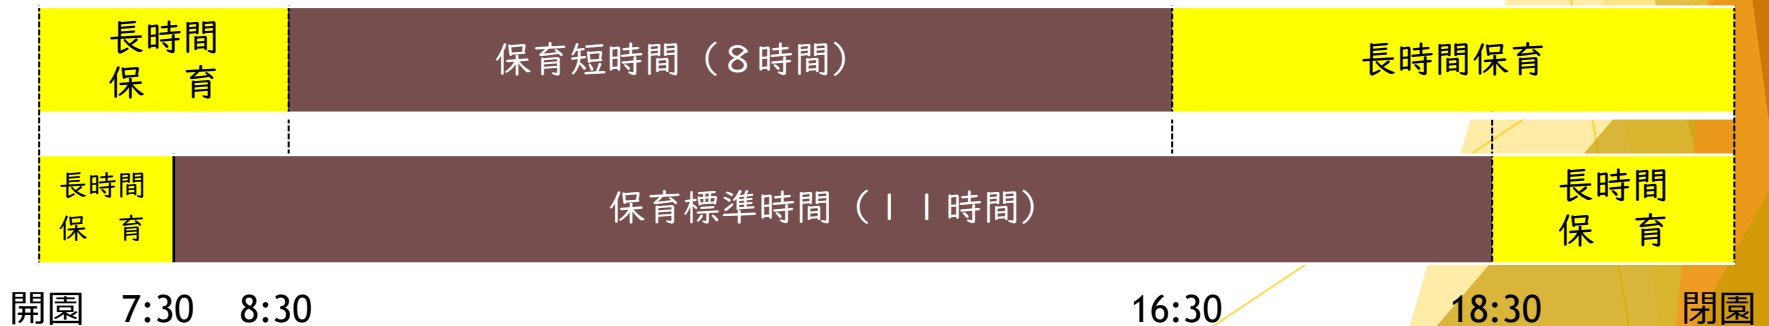 長時間
保　育
保育短時間（８時間）
長時間保育
長時間
保　育
保育標準時間（１１時間）
長時間
保　育
開園 7:30 8:30 16:30 18:30 閉園